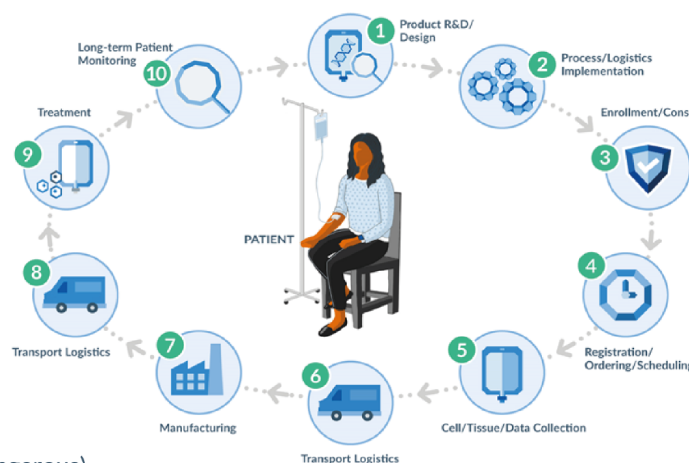 1
Product R&D/
Design
2
Process/Logistics
Implementation
Enrollment/Cons
3
4
Registration/
Ordering/Scheduling
5
Cell/Tissue/Data Collection
6
Transport Logistics
7
Manufacturing
8
Transport Logistics
9
Treatment
10
Long-term Patient
Monitoring
PATIENT